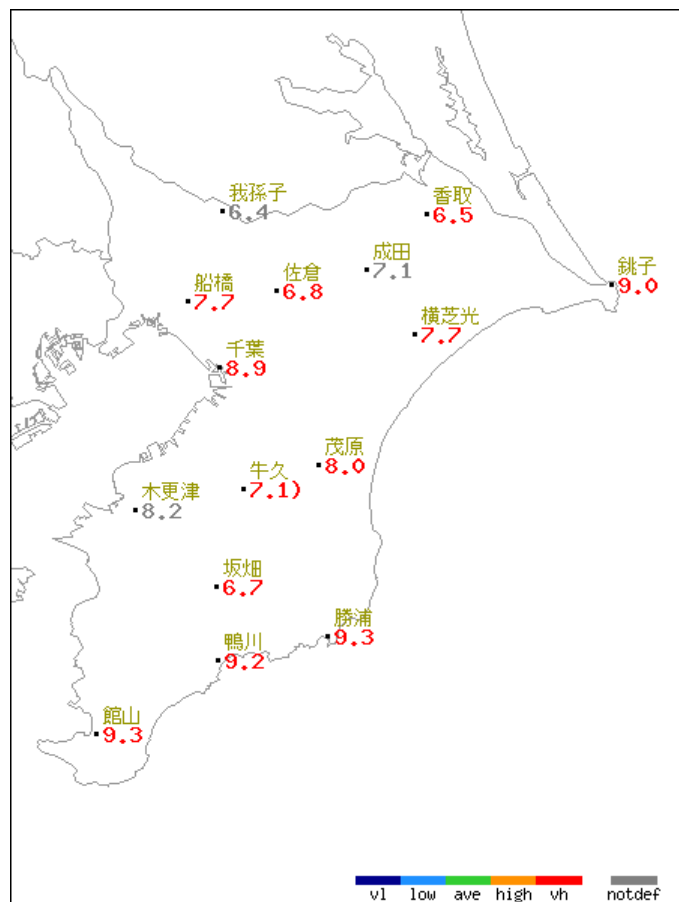 我孫子
6.4
香取
6.5
成田
7.1
佐倉
6.8
船橋
7.7
銚子
9.0
横芝光
7.7
千葉
8.9
茂原
8.0
牛久
7.1)
木更津
8.2
坂畑
6.7
勝浦
9.3
鴨川
9.2
館山
9.3
vl low ave high vh notdef